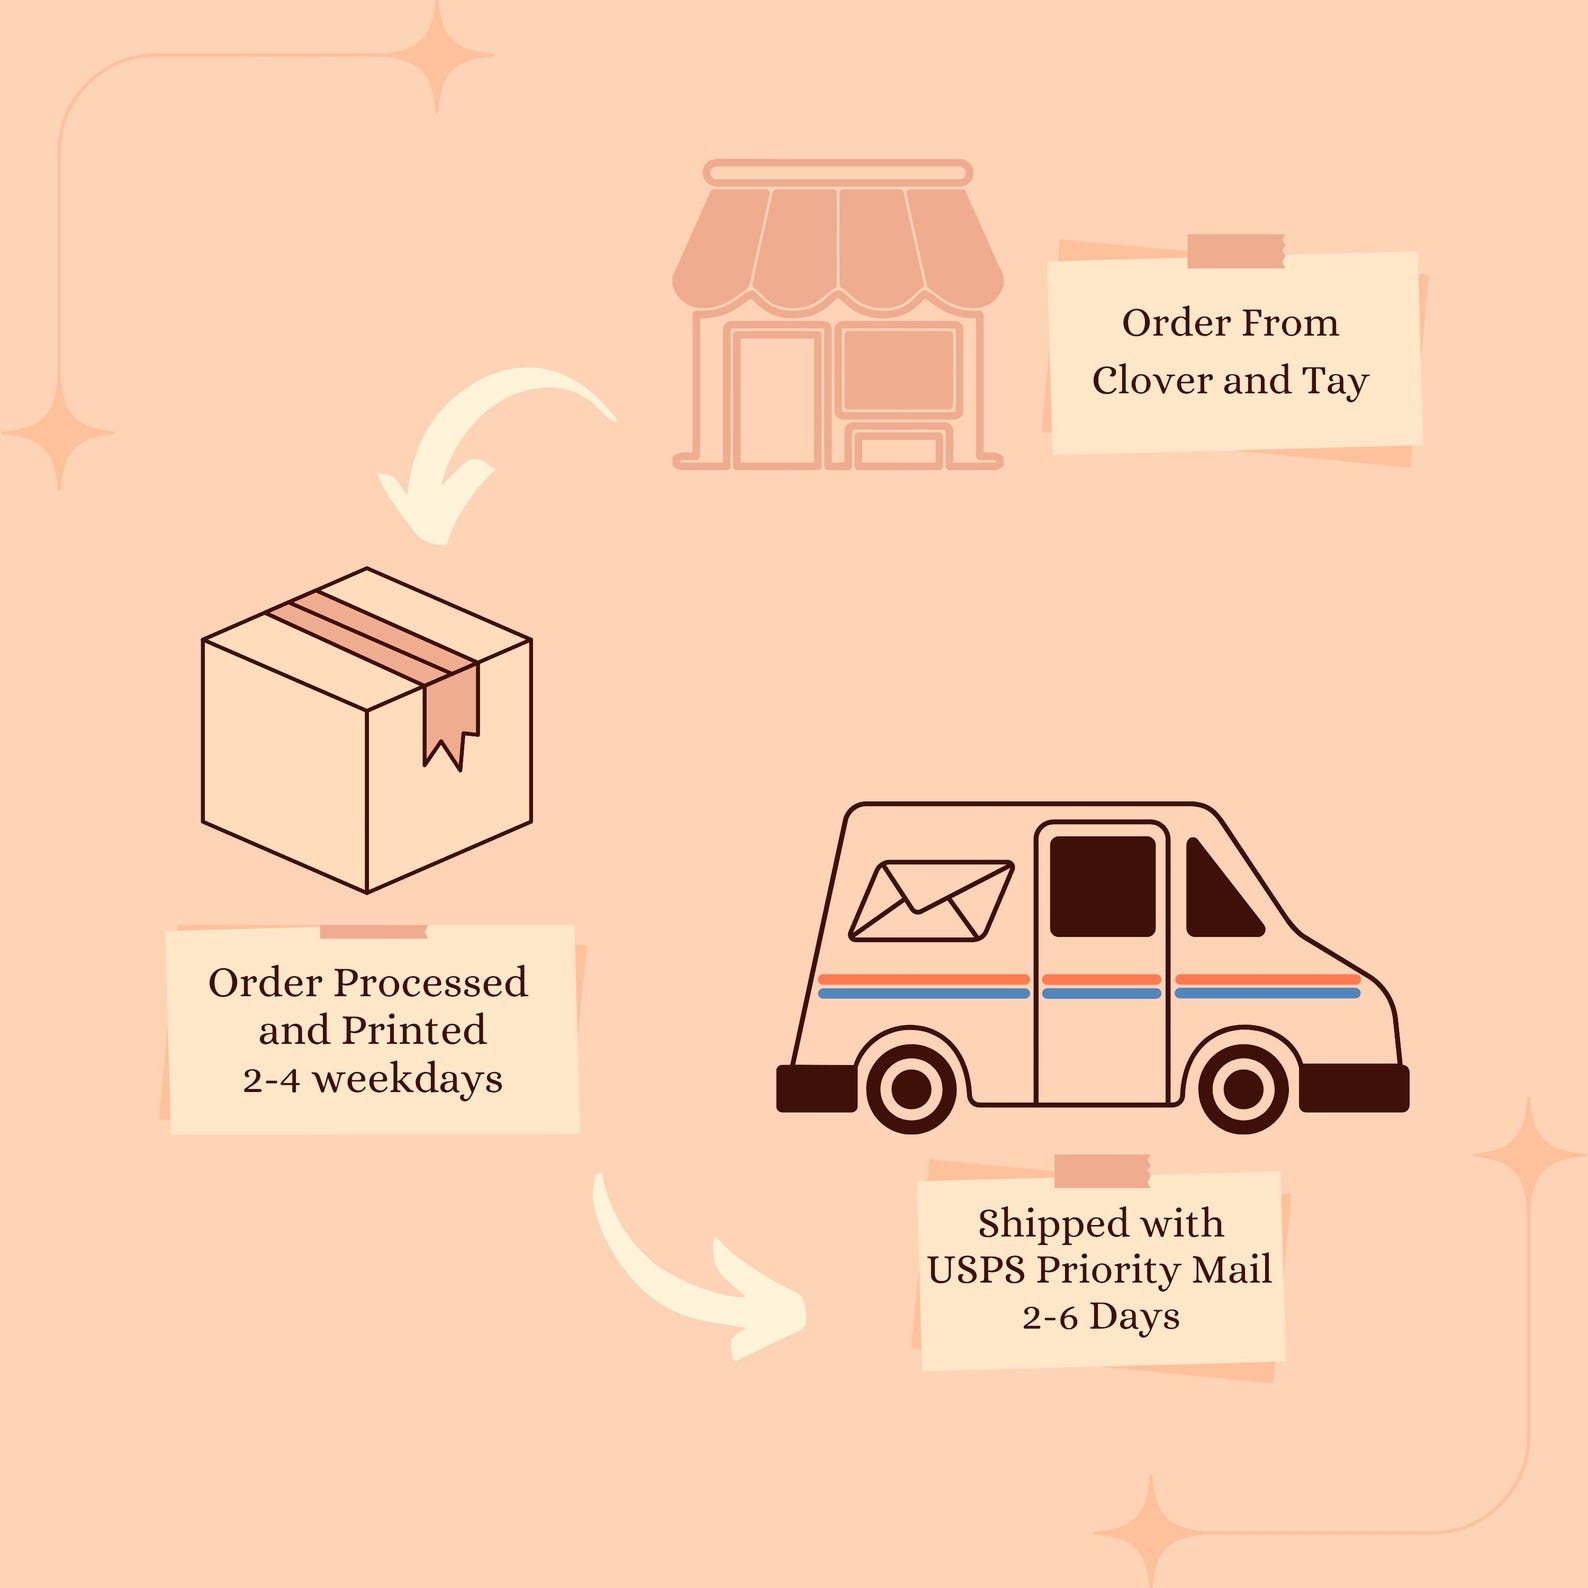 Order From
Clover and Tay
Order Processed
and Printed
2-4 weekdays
Shipped with
USPS Priority Mail
2-6 Days